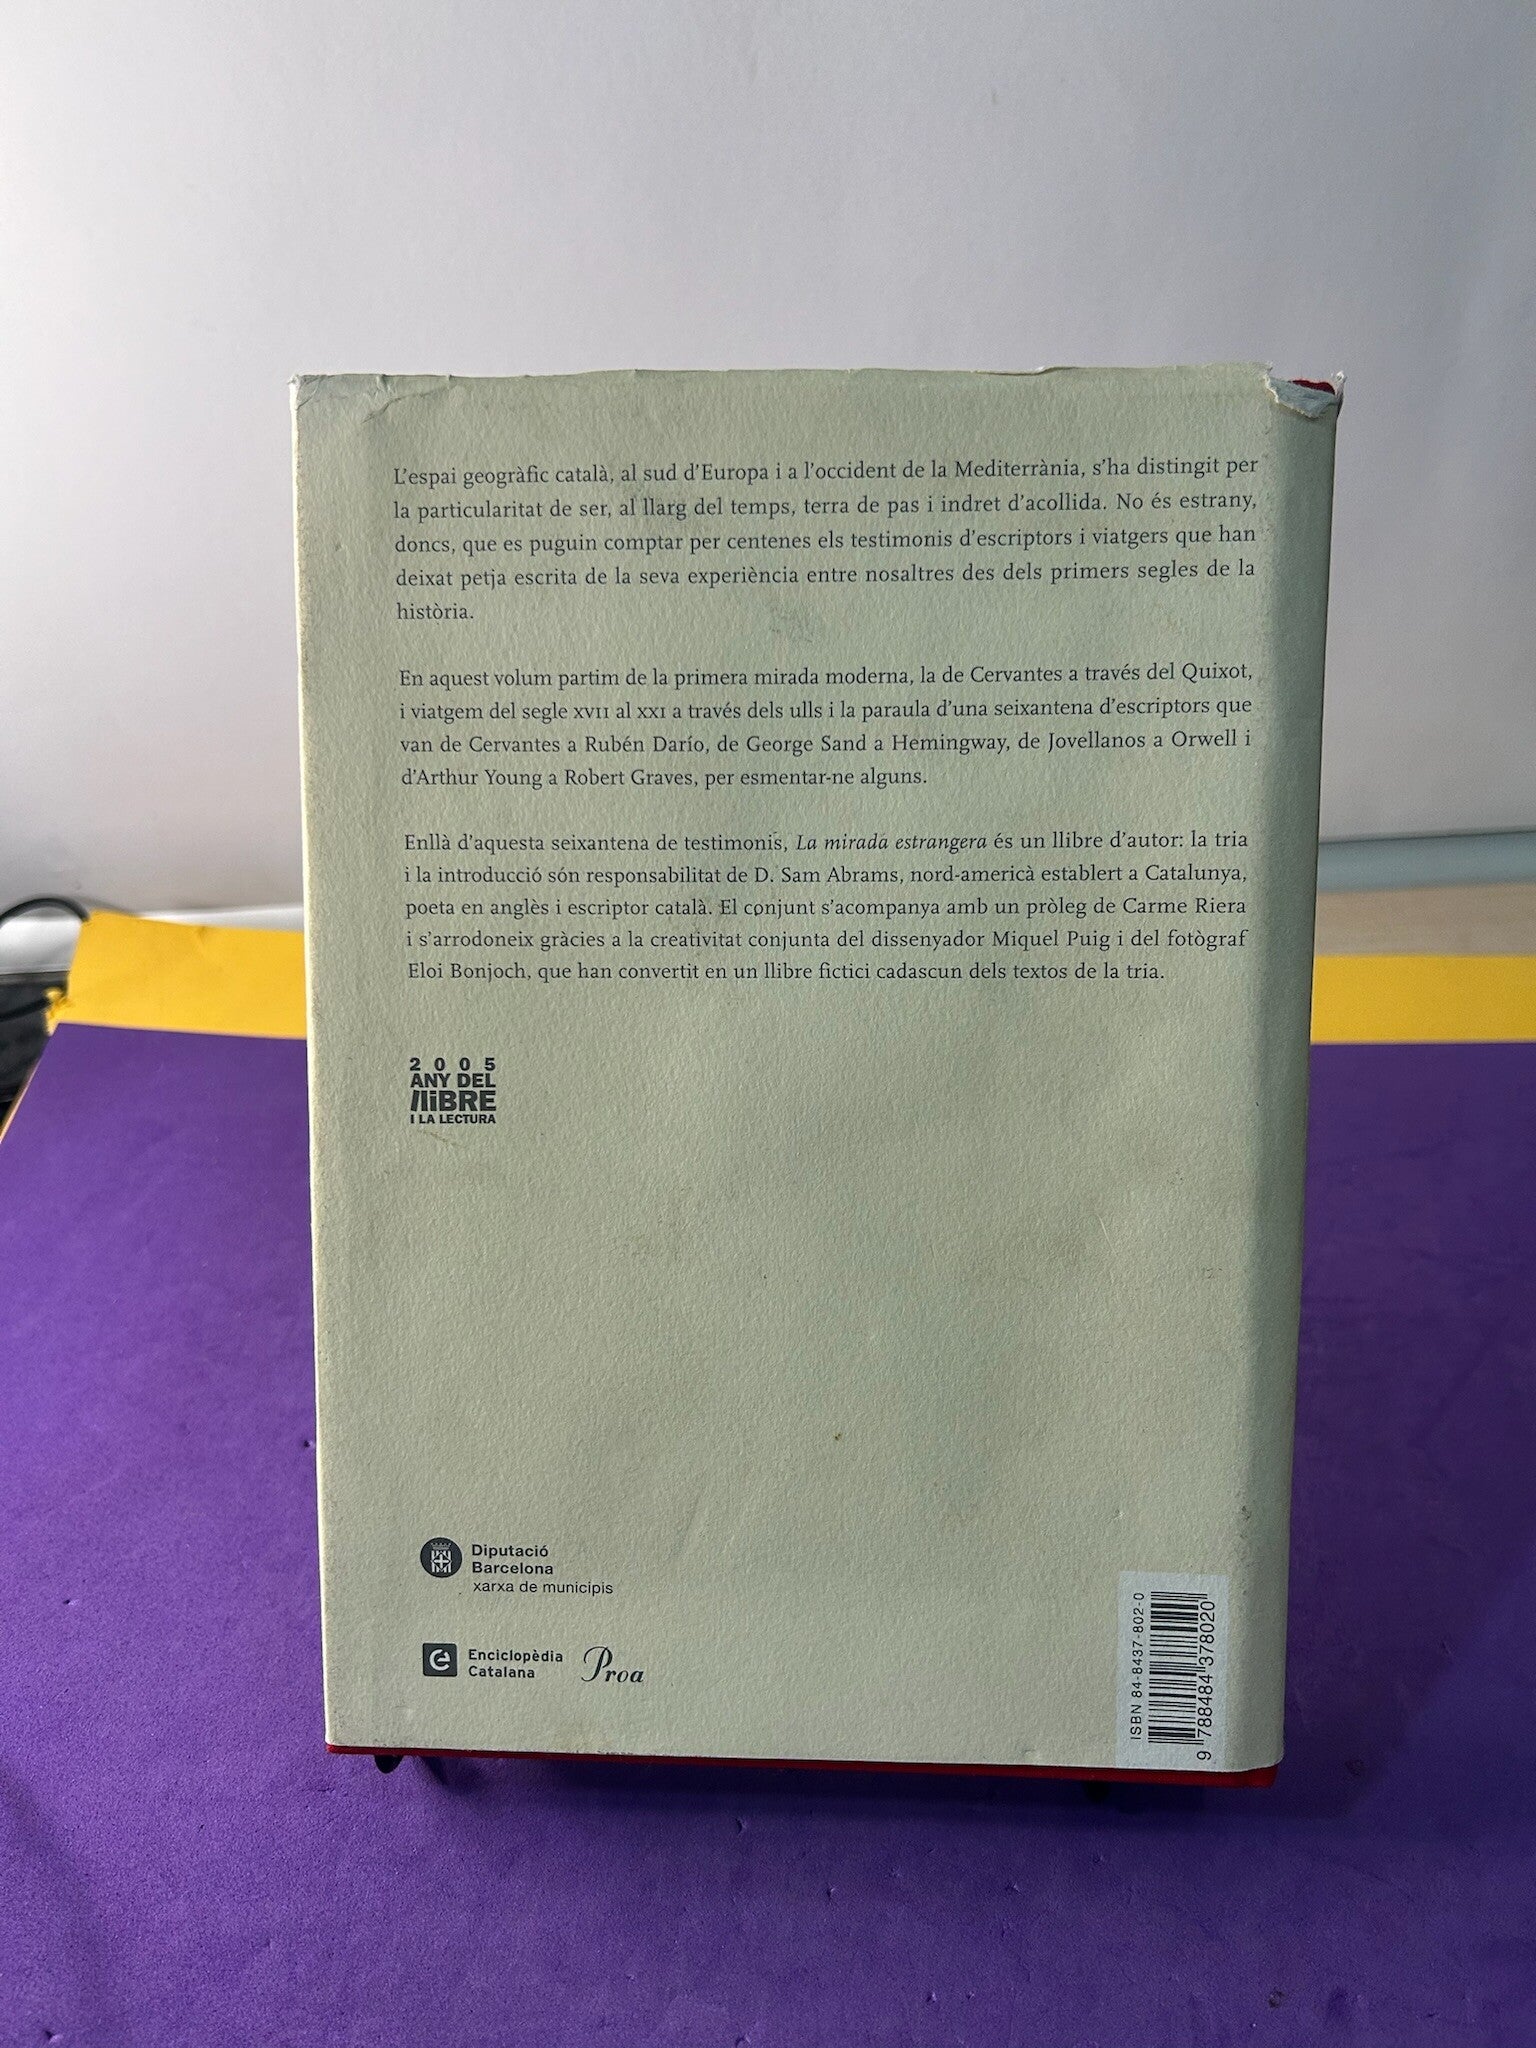 L'espai geogràfic català, al sud d'Europa i a l'occident de la Mediterrània, s'ha distingit per
la particularitat de ser, al llarg del temps, terra de pas i indret d'acollida. No és estrany,
doncs, que es puguin comptar per centenes els testimonis d'escriptors i viatgers que han
deixat petja escrita de la seva experiència entre nosaltres des dels primers segles de la
història.
En aquest volum partim de la primera mirada moderna, la de Cervantes a través del Quixot,
i viatgem del segle XVII al XXI a través dels ulls i la paraula d'una seixantena d'escriptors que
van de Cervantes a Rubén Darío, de George Sand a Hemingway, de Jovellanos a Orwell i
d'Arthur Young a Robert Graves, per esmentar-ne alguns.
Enllà d'aquesta seixantena de testimonis, La mirada estrangera és un llibre d'autor: la tria
i la introducció són responsabilitat de D. Sam Abrams, nord-americà establert a Catalunya,
poeta en anglès i escriptor català. El conjunt s'acompanya amb un pròleg de Carme Riera
i s'arrodoneix gràcies a la creativitat conjunta del dissenyador Miquel Puig i del fotògraf
Eloi Bonjoch, que han convertit en un llibre fictici cadascun dels textos de la tria.
2005
ANY DEL
lliBRE
I LA LECTURA
Diputació
Barcelona
xarxa de municipis
Enciclopèdia
Catalana
Proa
ISBN 84-8437-802-0
9 788484 378020